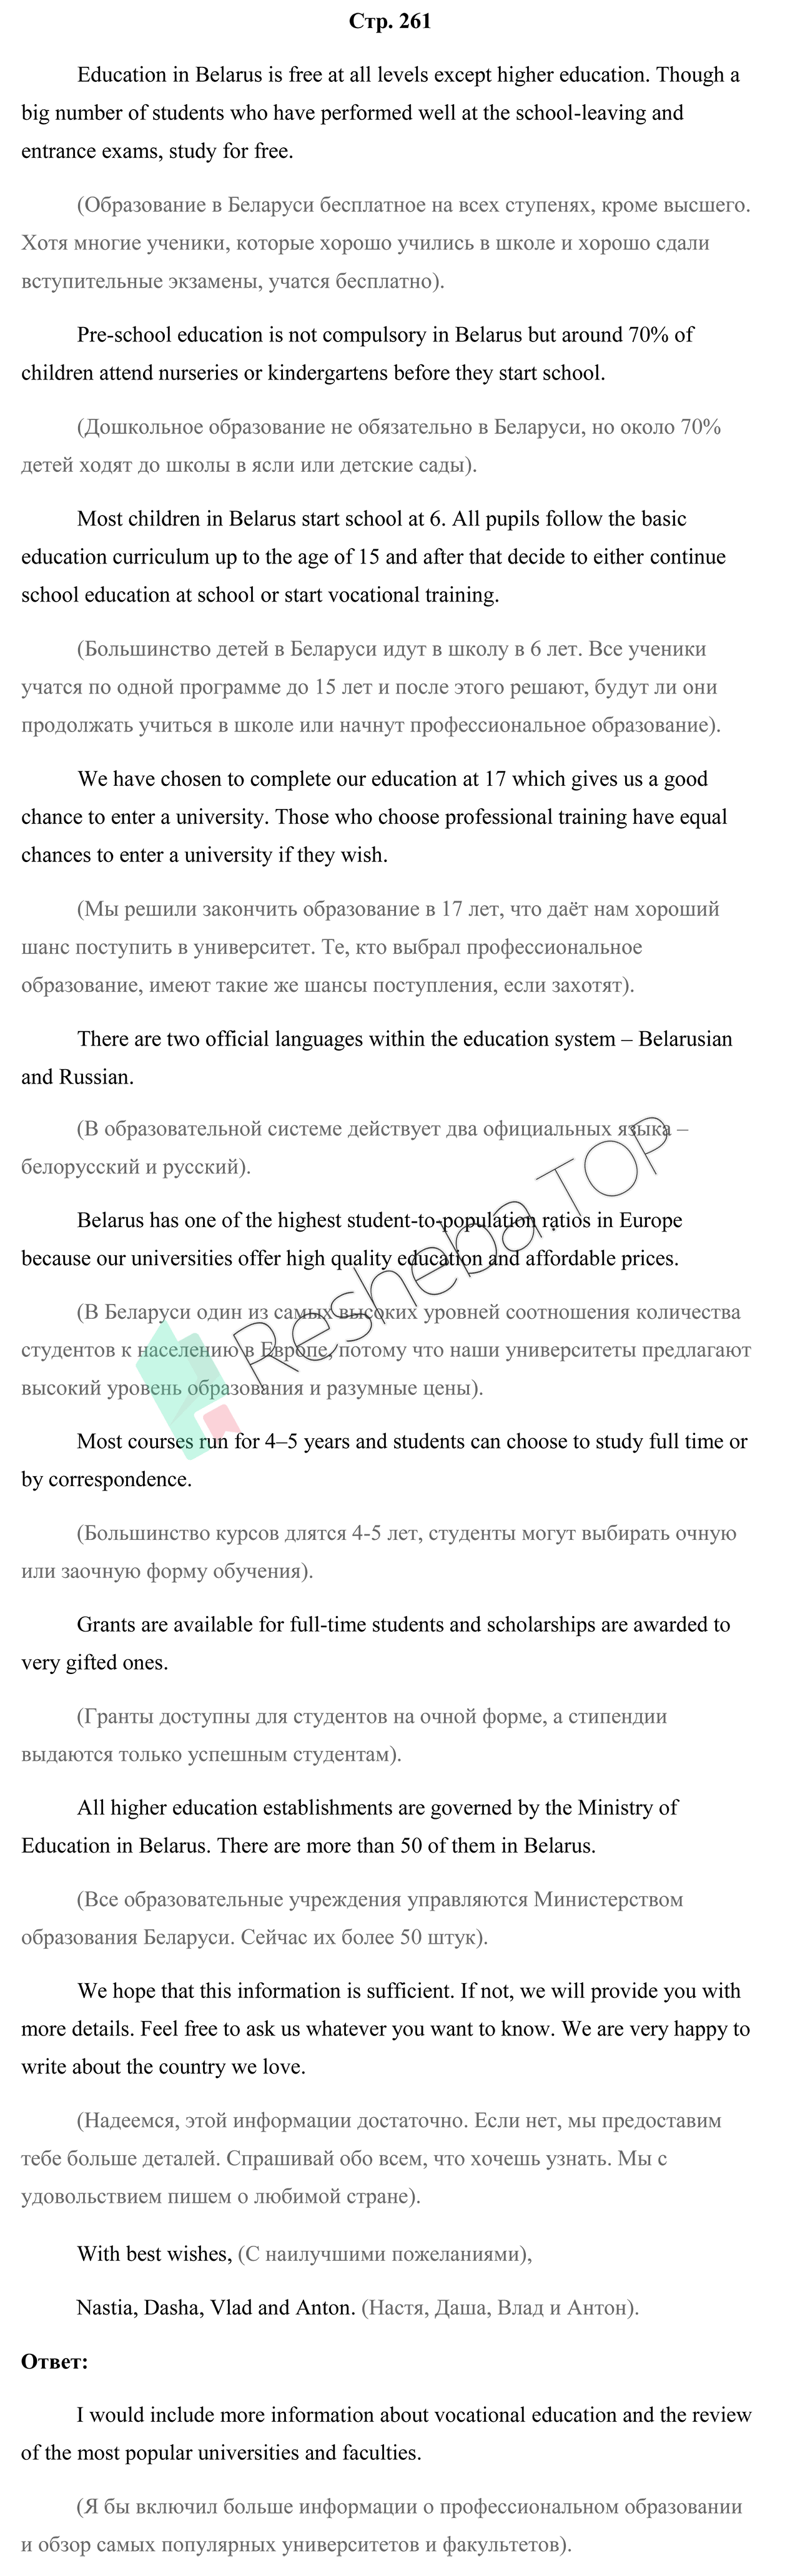 Стр. 261
Education in Belarus is free at all levels except higher education. Though a
big number of students who have performed well at the school-leaving and
entrance exams, study for free.
(Образование в Беларуси бесплатное на всех ступенях, кроме высшего.
Хотя многие ученики, которые хорошо учились в школе и хорошо сдали
вступительные экзамены, учатся бесплатно).
Pre-school education is not compulsory in Belarus but around 70% of
children attend nurseries or kindergartens before they start school.
(Дошкольное образование не обязательно в Беларуси, но около 70%
детей ходят до школы в ясли или детские сады).
Most children in Belarus start school at 6. All pupils follow the basic
education curriculum up to the age of 15 and after that decide to either continue
school education at school or start vocational training.
(Большинство детей в Беларуси идут в школу в 6 лет. Все ученики
учатся по одной программе до 15 лет и после этого решают, будут ли они
продолжать учиться в школе или начнут профессиональное образование).
We have chosen to complete our education at 17 which gives us a good
chance to enter a university. Those who choose professional training have equal
chances to enter a university if they wish.
(Мы решили закончить образование в 17 лет, что даёт нам хороший
шанс поступить в университет. Те, кто выбрал профессиональное
образование, имеют такие же шансы поступления, если захотят).
There are two official languages within the education system – Belarusian
and Russian.
(В образовательной системе действует два официальных языка –
белорусский и русский).
Belarus has one of the highest student-to-population ratios in Europe
because our universities offer high quality education and affordable prices.
(В Беларуси один из самых высоких уровней соотношения количества
студентов к населению в Европе, потому что наши университеты предлагают
высокий уровень образования и разумные цены).
Resheba.TOP
Most courses run for 4–5 years and students can choose to study full time or
by correspondence.
(Большинство курсов длятся 4-5 лет, студенты могут выбирать очную
или заочную форму обучения).
Grants are available for full-time students and scholarships are awarded to
very gifted ones.
(Гранты доступны для студентов на очной форме, а стипендии
выдаются только успешным студентам).
All higher education establishments are governed by the Ministry of
Education in Belarus. There are more than 50 of them in Belarus.
(Все образовательные учреждения управляются Министерством
образования Беларуси. Сейчас их более 50 штук).
We hope that this information is sufficient. If not, we will provide you with
more details. Feel free to ask us whatever you want to know. We are very happy to
write about the country we love.
(Надеемся, этой информации достаточно. Если нет, мы предоставим
тебе больше деталей. Спрашивай обо всем, что хочешь узнать. Мы с
удовольствием пишем о любимой стране).
With best wishes, (С наилучшими пожеланиями),
Nastia, Dasha, Vlad and Anton. (Настя, Даша, Влад и Антон).
Ответ:
I would include more information about vocational education and the review
of the most popular universities and faculties.
(Я бы включил больше информации о профессиональном образовании
и обзор самых популярных университетов и факультетов).